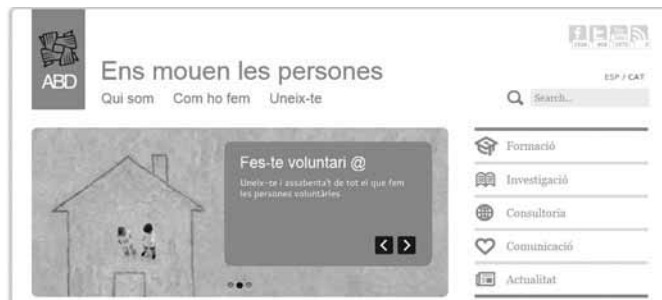 ABD
Ens mouen les persones
Qui som Com ho fem Uneix-te
ESP / CAT
Search...
Fes-te voluntari @
Uneix-te i assabenta't de tot el que fem
les persones voluntàries
Formació
Investigació
Consultoria
Comunicació
Actualitat